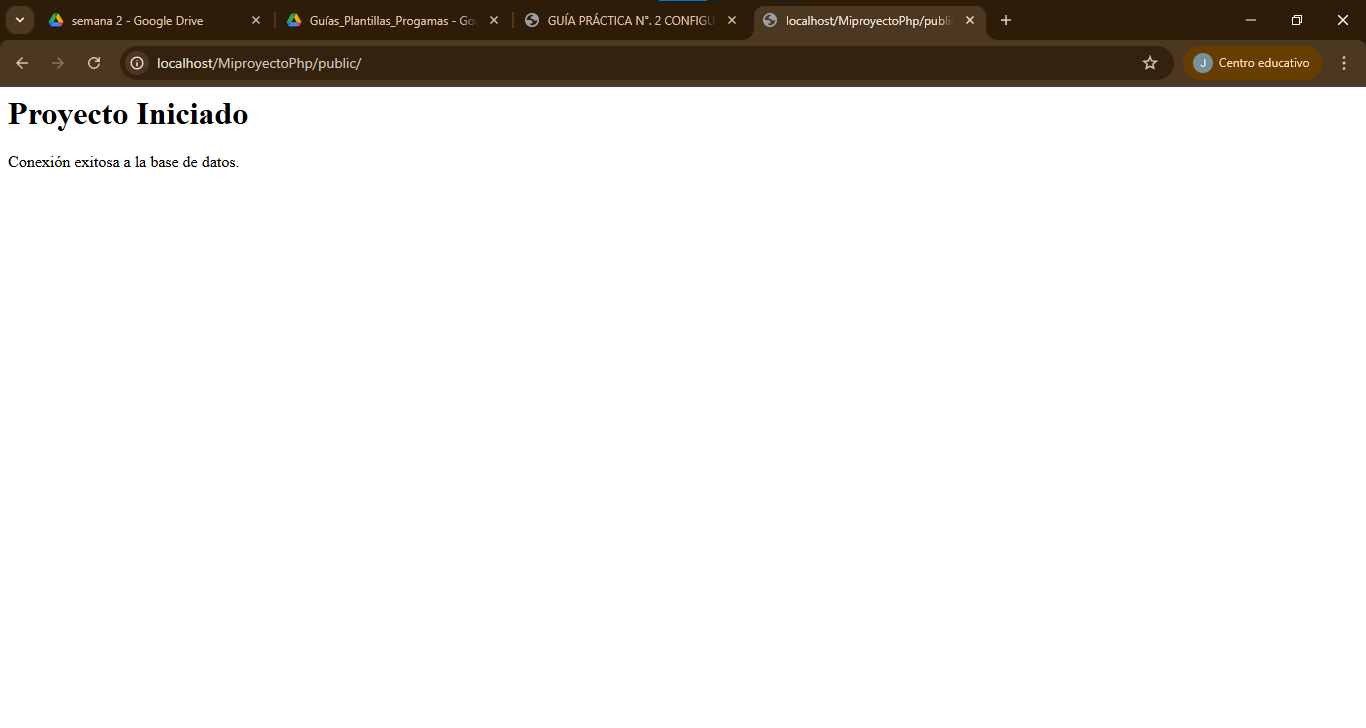 semana 2 - Google Drive
Guías_Plantillas_Progamas - Go
GUÍA PRÁCTICA N°. 2 CONFIGU
localhost/MiproyectoPhp/publi
localhost/MiproyectoPhp/public/
J
Centro educativo
Proyecto Iniciado
Conexión exitosa a la base de datos.